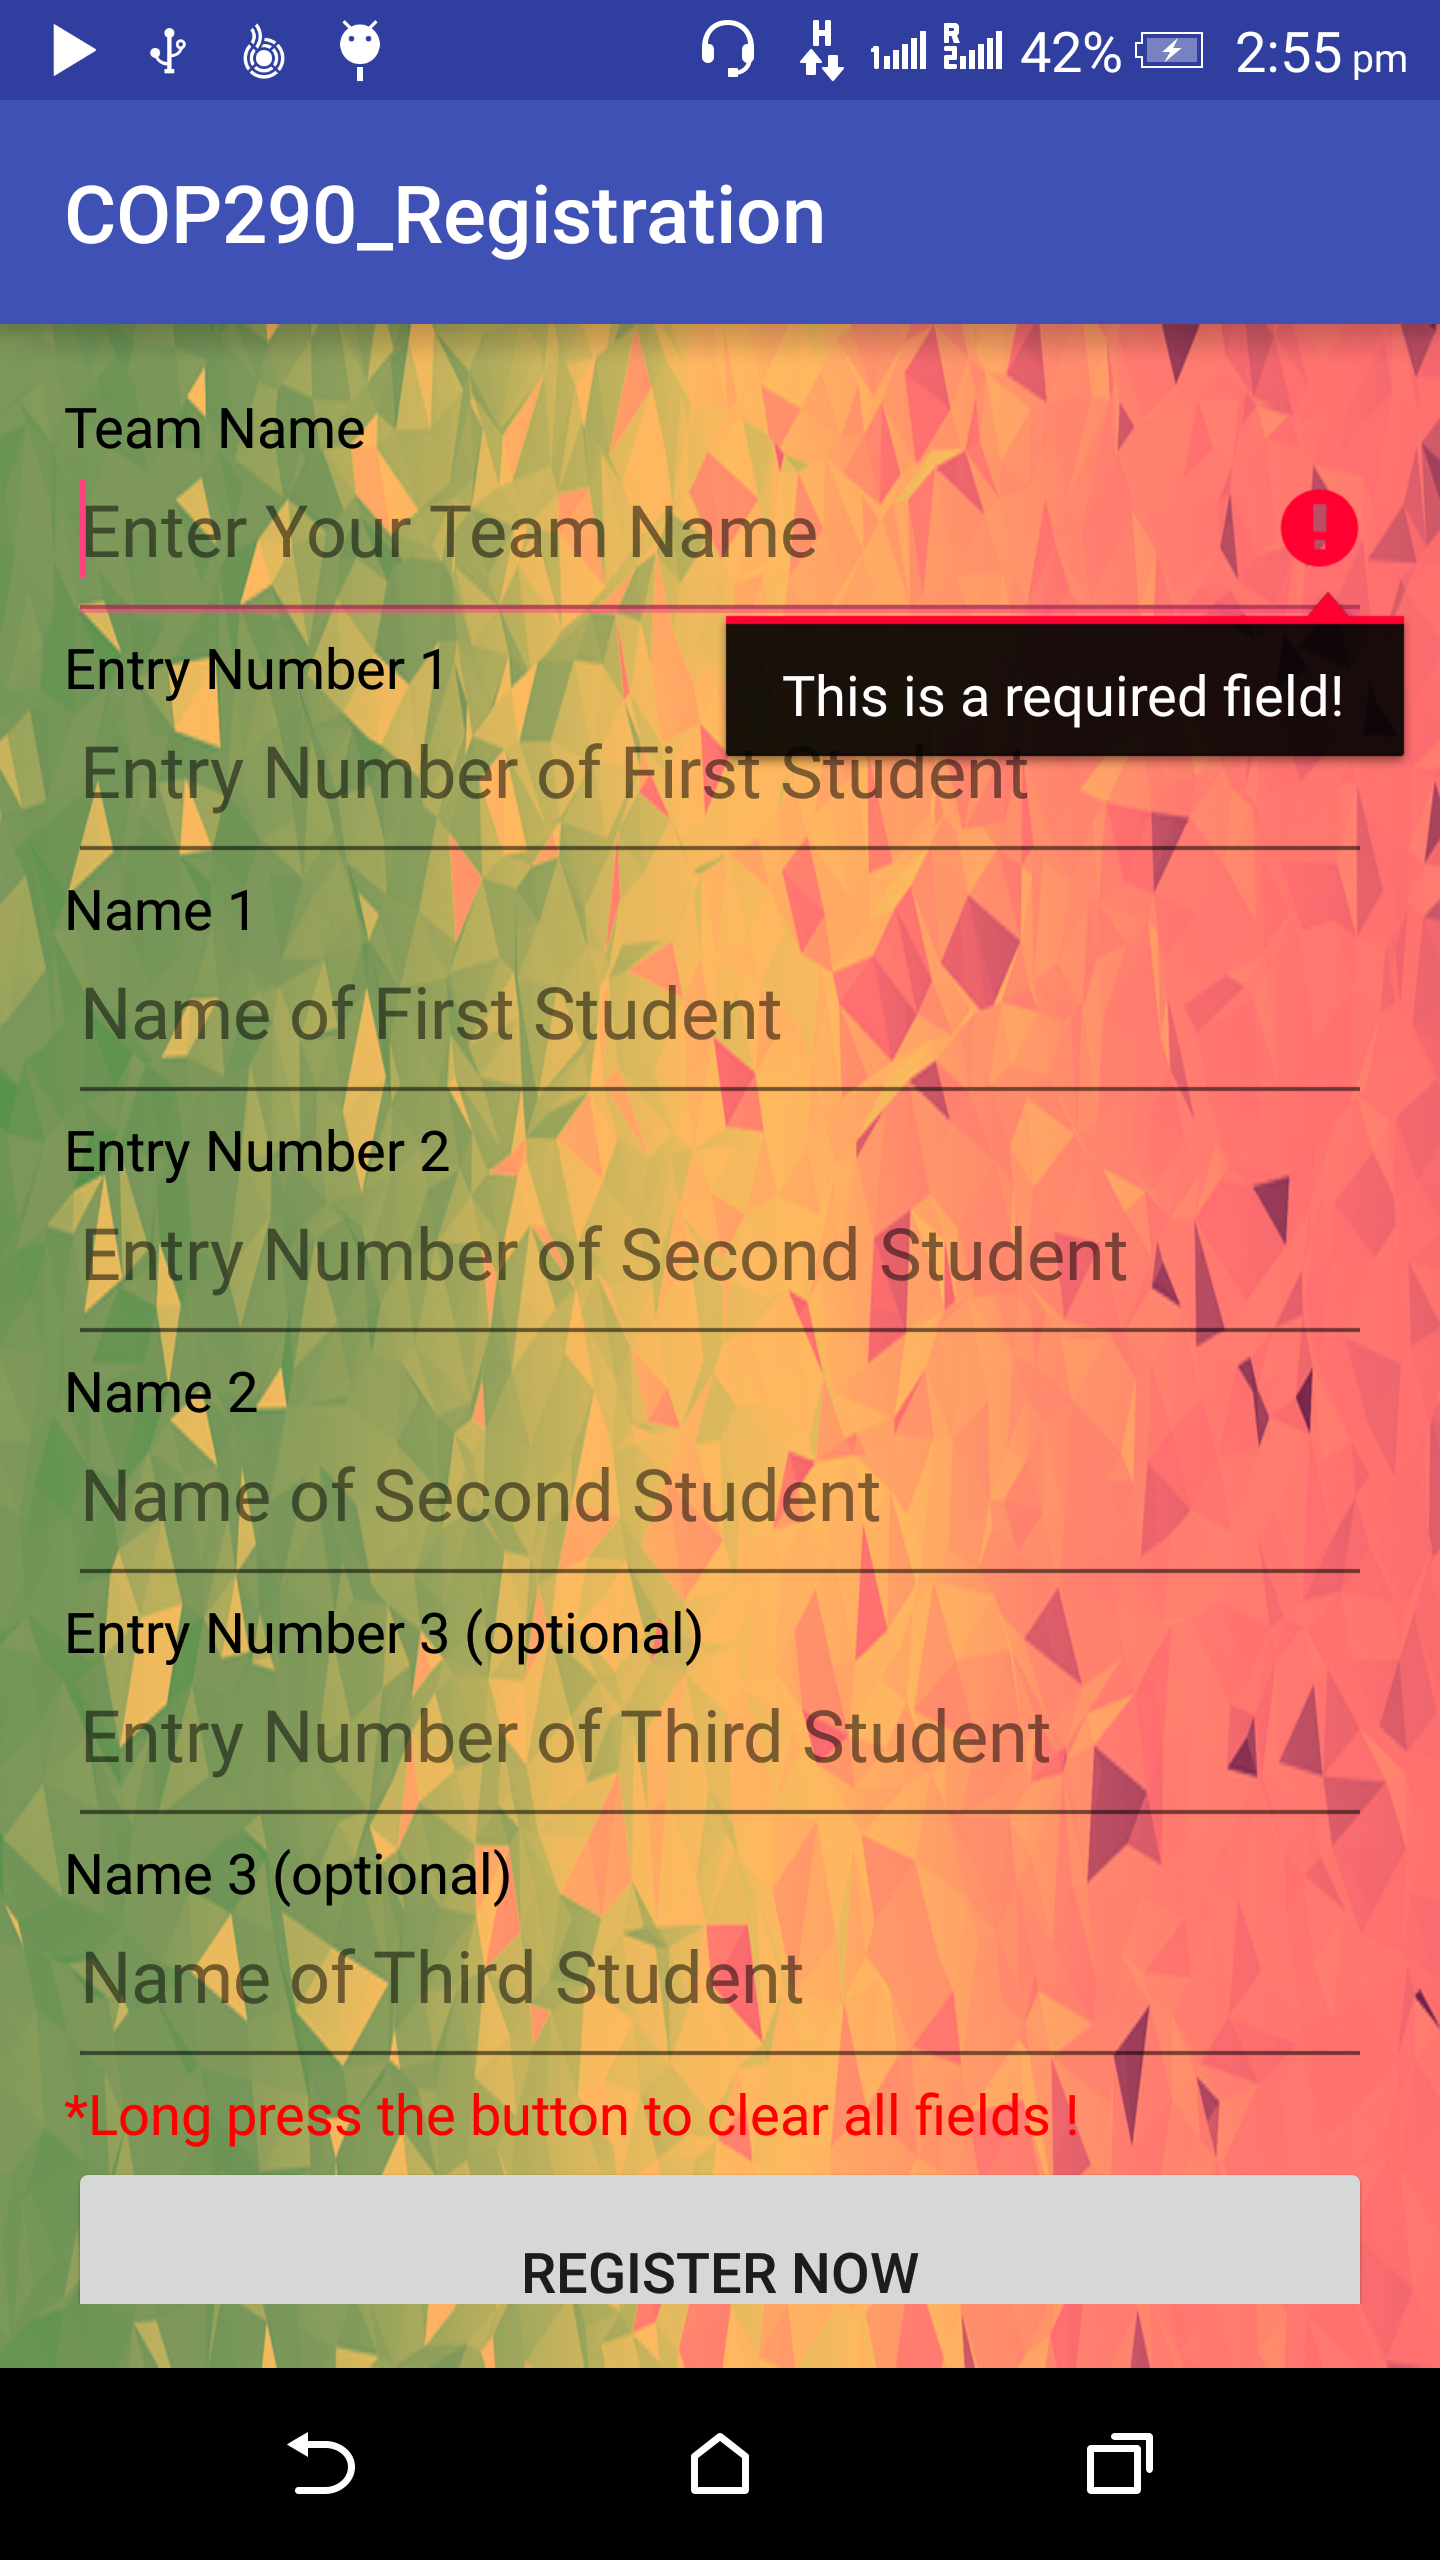 H R 1 2 42% 2:55 pm
COP290_Registration
Team Name
Enter Your Team Name
Entry Number 1
This is a required field!
Entry Number of First Student
Name 1
Name of First Student
Entry Number 2
Entry Number of Second Student
Name 2
Name of Second Student
Entry Number 3 (optional)
Entry Number of Third Student
Name 3 (optional)
Name of Third Student
*Long press the button to clear all fields !
REGISTER NOW